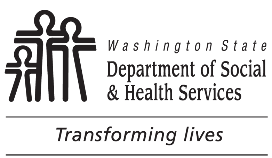 Washington State
Department of Social
& Health Services
Transforming lives